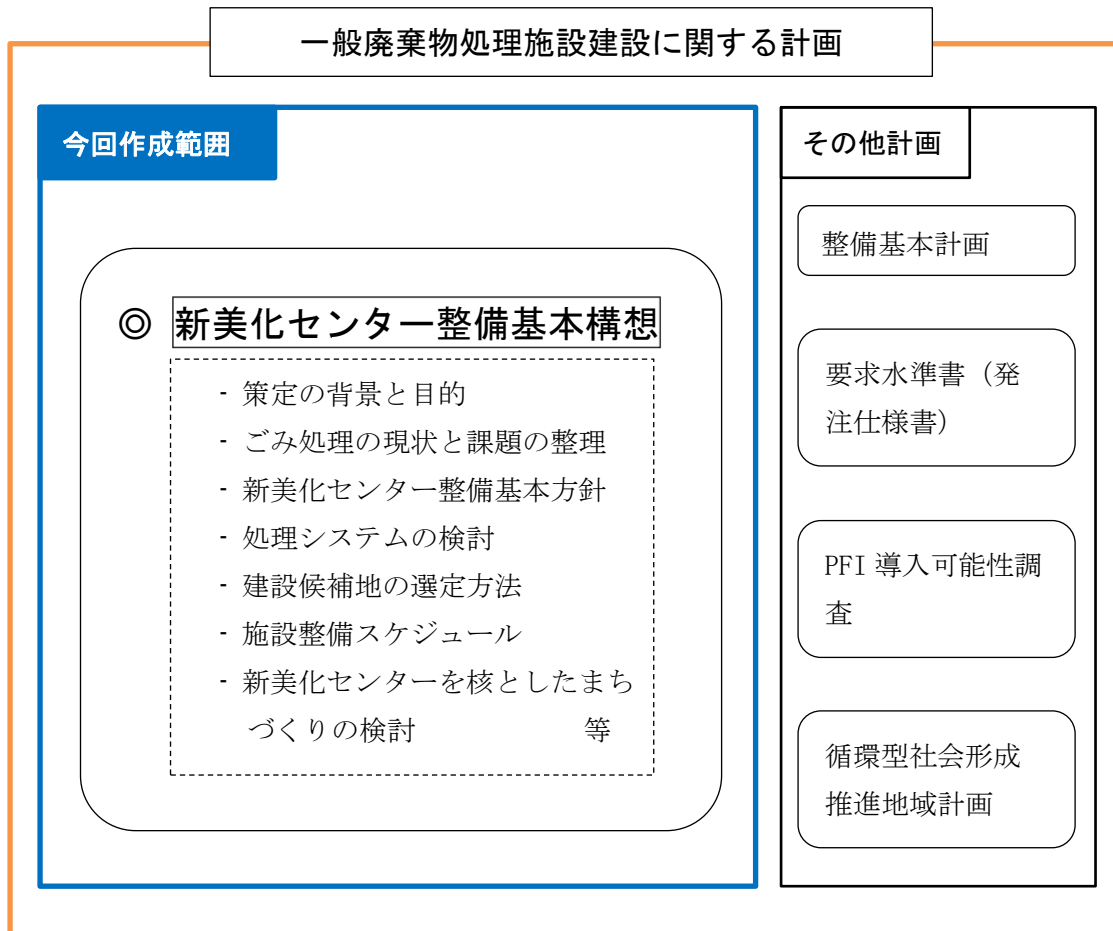 一般廃棄物処理施設建設に関する計画
今回作成範囲
◎ 新美化センター整備基本構想
- 策定の背景と目的
- ごみ処理の現状と課題の整理
- 新美化センター整備基本方針
- 処理システムの検討
- 建設候補地の選定方法
- 施設整備スケジュール
- 新美化センターを核としたまち
づくりの検討 等
その他計画
整備基本計画
要求水準書（発
注仕様書）
PFI 導入可能性調
査
循環型社会形成
推進地域計画